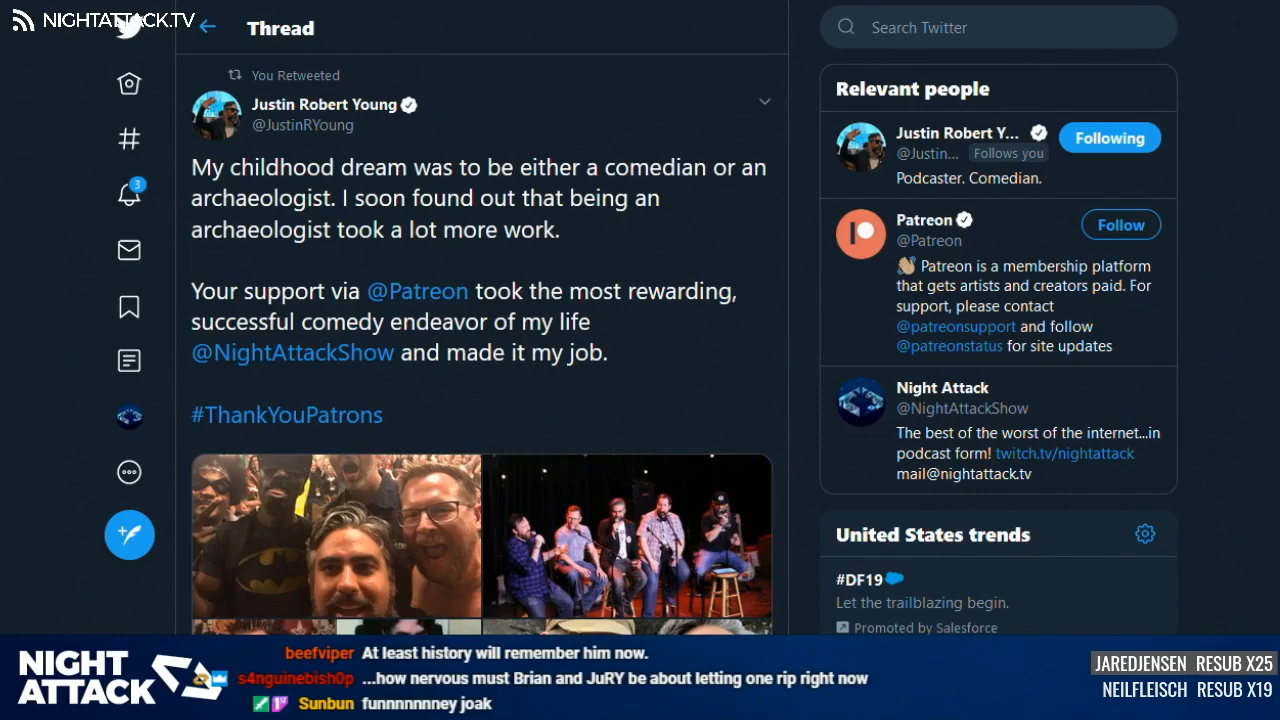 NIGHTATTACK.TV
Thread
Search Twitter
You Retweeted
Justin Robert Young
@JustinRYoung
My childhood dream was to be either a comedian or an
archaeologist. I soon found out that being an
archaeologist took a lot more work.
Your support via @Patreon took the most rewarding,
successful comedy endeavor of my life
@NightAttackShow and made it my job.
#ThankYouPatrons
3
Relevant people
Justin Robert Y...
@Justin... Follows you
Following
Podcaster. Comedian.
Patreon
@Patreon
Follow
Patreon is a membership platform
that gets artists and creators paid. For
support, please contact
@patreonsupport and follow
@patreonstatus for site updates
Night Attack
@NightAttackShow
The best of the worst of the internet...in
podcast form! twitch.tv/nightattack
mail@nightattack.tv
United States trends
#DF19
Let the trailblazing begin.
Promoted by Salesforce
NIGHT
ATTACK
beefviper At least history will remember him now.
s4nguinebish0p ...how nervous must Brian and JuRY be about letting one rip right now
Sunbun funnnnnnney joak
JAREDJENSEN RESUB X25
NEILFLEISCH RESUB X19